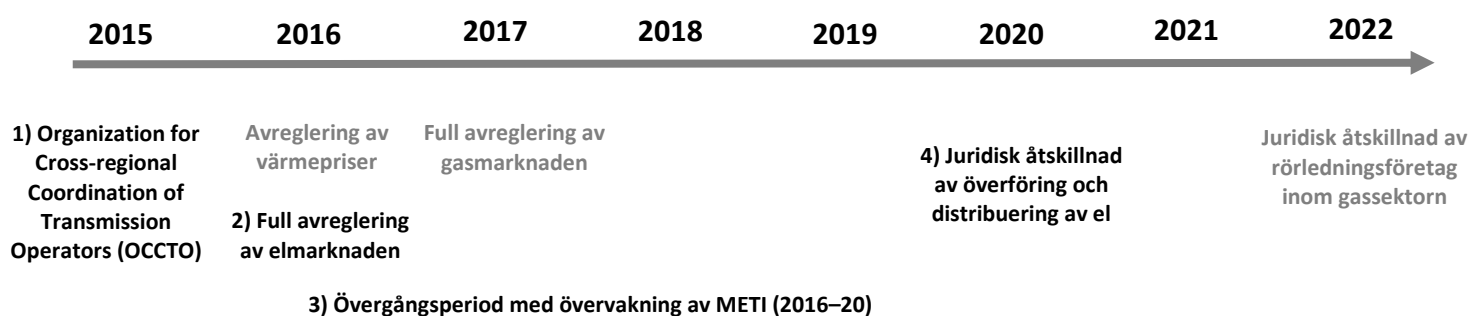 2015 2016 2017 2018 2019 2020 2021 2022
1) Organization for
Cross-regional
Coordination of
Transmission
Operators (OCCTO)
Avreglering av
värmepriser
2) Full avreglering
av elmarknaden
Full avreglering av
gasmarknaden
3) Övergångsperiod med övervakning av METI (2016–20)
4) Juridisk åtskillnad
av överföring och
distribuering av el
Juridisk åtskillnad av
rörledningsföretag
inom gassektorn